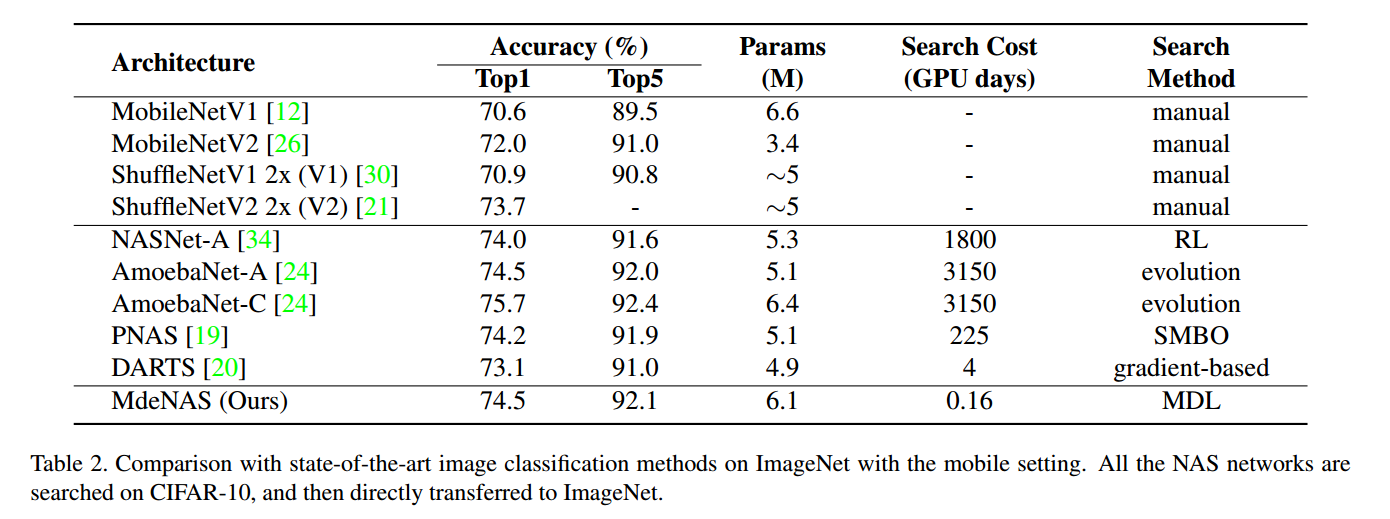 Architecture Accuracy (%) Params Search Cost Search
Top1 Top5 (M) (GPU days) Method
MobileNetV1 [12] 70.6 89.5 6.6 - manual
MobileNetV2 [26] 72.0 91.0 3.4 - manual
ShuffleNetV1 2x (V1) [30] 70.9 90.8 ∼5 - manual
ShuffleNetV2 2x (V2) [21] 73.7 - ∼5 - manual
NASNet-A [34] 74.0 91.6 5.3 1800 RL
AmoebaNet-A [24] 74.5 92.0 5.1 3150 evolution
AmoebaNet-C [24] 75.7 92.4 6.4 3150 evolution
PNAS [19] 74.2 91.9 5.1 225 SMBO
DARTS [20] 73.1 91.0 4.9 4 gradient-based
MdeNAS (Ours) 74.5 92.1 6.1 0.16 MDL
Table 2. Comparison with state-of-the-art image classification methods on ImageNet with the mobile setting. All the NAS networks are
searched on CIFAR-10, and then directly transferred to ImageNet.